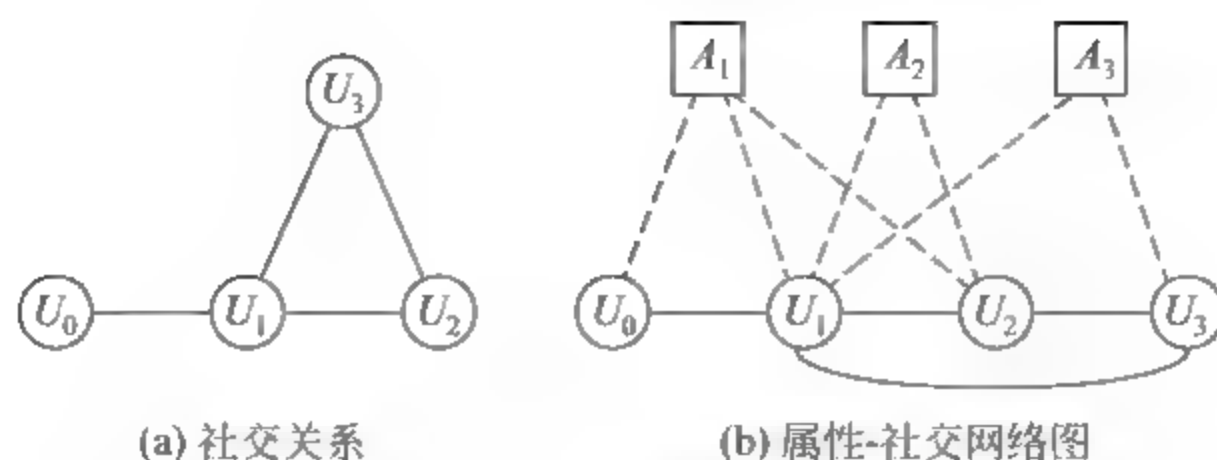 A₁ A₂ A₃
U₃
U₀ U₁ U₂ U₀ U₁ U₂ U₃
(a) 社交关系 (b) 属性-社交网络图